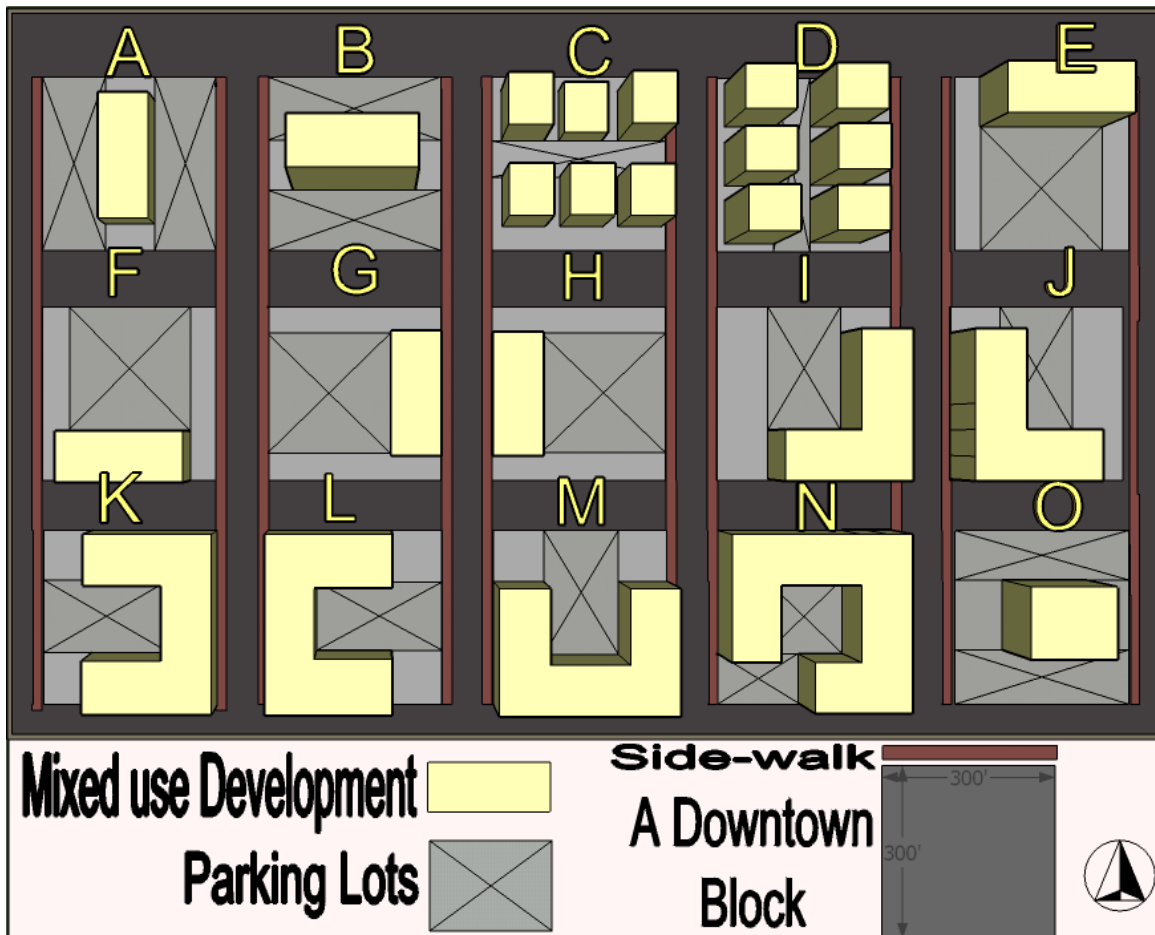 A B C D E
F G H I J
K L M N O
Mixed use Development
Parking Lots
Side-walk
A Downtown
Block
300'
300'